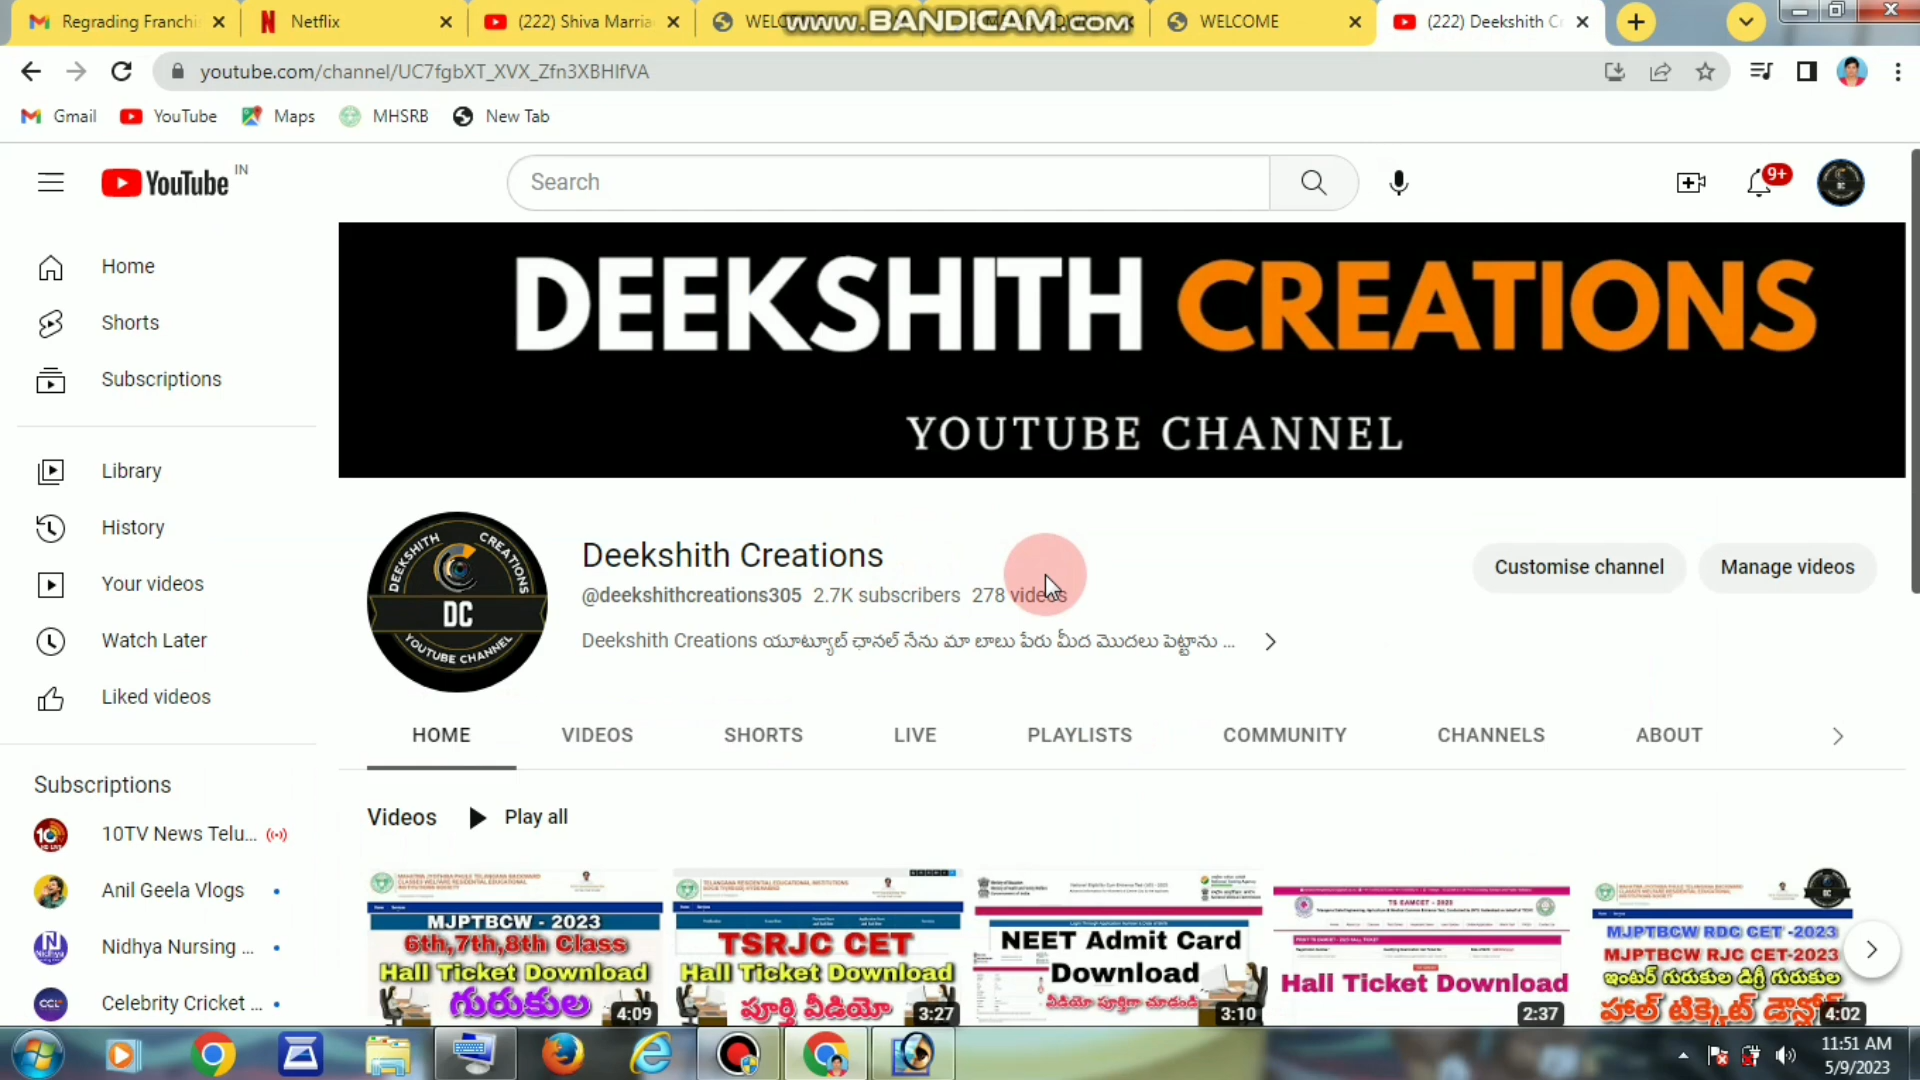 Regrading Franchi
Netflix
(222) Shiva Marria
WELC
WWW.BANDICAM.COM
WELCOME
(222) Deekshith C
youtube.com/channel/UC7fgbXT_XVX_Zfn3XBHIfVA
Gmail
YouTube
Maps
MHSRB
New Tab
YouTube IN
Search
9+
Home
Shorts
Subscriptions
Library
History
Your videos
Watch Later
Liked videos
Subscriptions
10TV News Telu...
Anil Geela Vlogs
Nidhya Nursing ...
Celebrity Cricket ...
DEEKSHITH CREATIONS
YOUTUBE CHANNEL
DEEKSHITH CREATIONS
DC
YOUTUBE CHANNEL
Deekshith Creations
@deekshithcreations305 2.7K subscribers 278 videos
Deekshith Creations యూట్యూబ్ ఛానల్ నేను మా బాబు పేరు మీద మొదలు పెట్టాను ...
Customise channel
Manage videos
HOME
VIDEOS
SHORTS
LIVE
PLAYLISTS
COMMUNITY
CHANNELS
ABOUT
Videos
Play all
MJPTBCW - 2023
6th,7th,8th Class
Hall Ticket Download
గురుకుల
4:09
TSRJC CET
Hall Ticket Download
పూర్తి వీడియో
3:27
NEET Admit Card
Download
వీడియో పూర్తిగా చూడండి
3:10
TS EAMCET - 2023
Hall Ticket Download
2:37
MJPTBCW RDC CET -2023
MJPTBCW RJC CET-2023
ఇంటర్ గురుకుల డిగ్రీ గురుకుల
హాల్ టిక్కెట్ డౌన్లోడ్
4:02
11:51 AM
5/9/2023